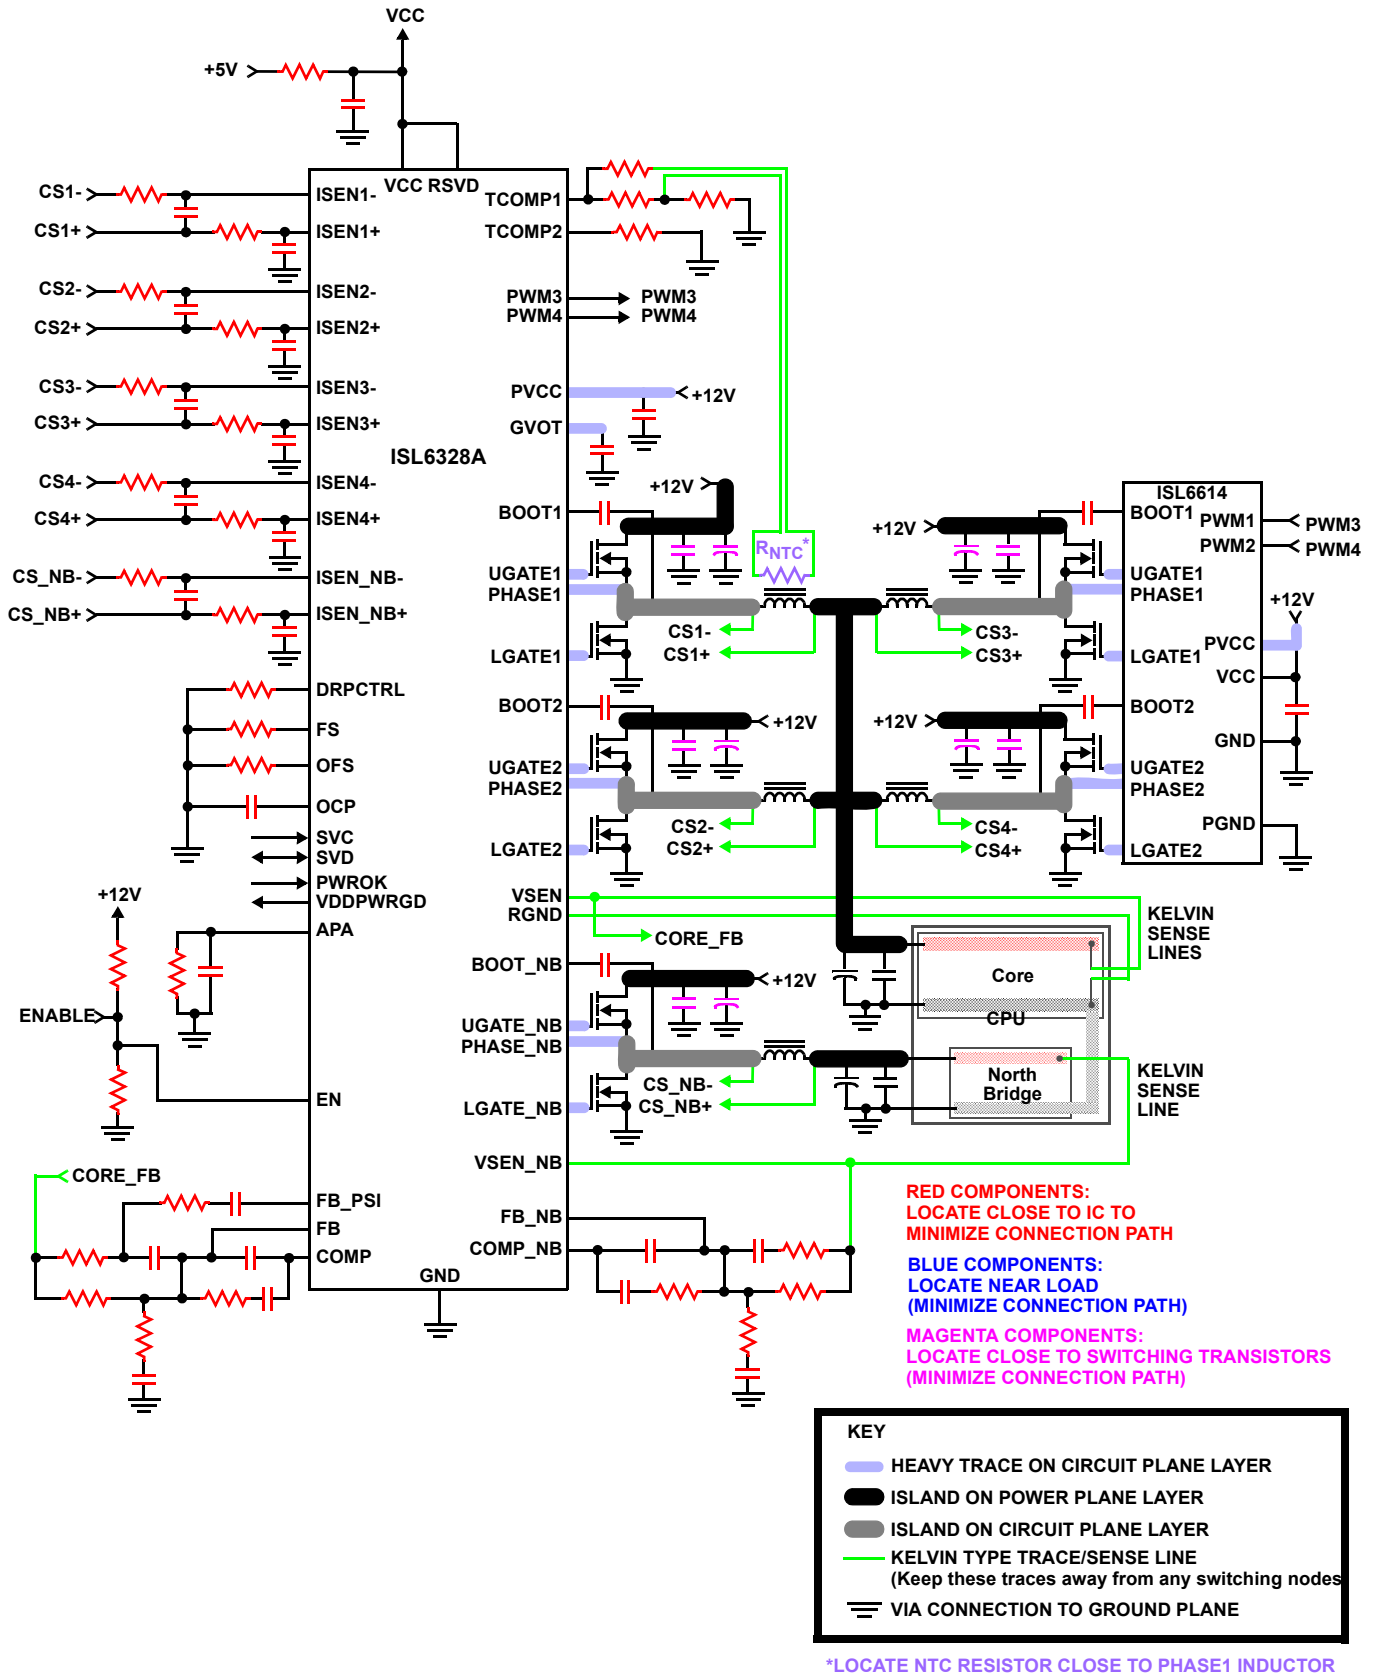 VCC
+5V
VCC RSVD
CS1-
CS1+
CS2-
CS2+
CS3-
CS3+
CS4-
CS4+
CS_NB-
CS_NB+
ISEN1-
ISEN1+
ISEN2-
ISEN2+
ISEN3-
ISEN3+
ISEN4-
ISEN4+
ISEN_NB-
ISEN_NB+
DRPCTRL
FS
OFS
OCP
SVC
SVD
PWROK
VDDPWRGD
APA
+12V
ENABLE
EN
CORE_FB
FB_PSI
FB
COMP
ISL6328A
GND
TCOMP1
TCOMP2
PWM3
PWM4
PWM3
PWM4
PVCC
+12V
GVOT
+12V
BOOT1
UGATE1
PHASE1
LGATE1
RNTC*
CS1-
CS1+
CS3-
CS3+
BOOT2
+12V
UGATE2
PHASE2
LGATE2
CS2-
CS2+
CS4-
CS4+
+12V
+12V
ISL6614
BOOT1
PWM1
PWM2
PWM3
PWM4
UGATE1
PHASE1
LGATE1
+12V
PVCC
VCC
BOOT2
GND
UGATE2
PHASE2
PGND
LGATE2
VSEN
RGND
CORE_FB
KELVIN
SENSE
LINES
BOOT_NB
+12V
UGATE_NB
PHASE_NB
LGATE_NB
CS_NB-
CS_NB+
Core
CPU
North
Bridge
KELVIN
SENSE
LINE
VSEN_NB
FB_NB
COMP_NB
RED COMPONENTS:
LOCATE CLOSE TO IC TO
MINIMIZE CONNECTION PATH
BLUE COMPONENTS:
LOCATE NEAR LOAD
(MINIMIZE CONNECTION PATH)
MAGENTA COMPONENTS:
LOCATE CLOSE TO SWITCHING TRANSISTORS
(MINIMIZE CONNECTION PATH)
KEY
HEAVY TRACE ON CIRCUIT PLANE LAYER
ISLAND ON POWER PLANE LAYER
ISLAND ON CIRCUIT PLANE LAYER
KELVIN TYPE TRACE/SENSE LINE
(Keep these traces away from any switching nodes
VIA CONNECTION TO GROUND PLANE
*LOCATE NTC RESISTOR CLOSE TO PHASE1 INDUCTOR